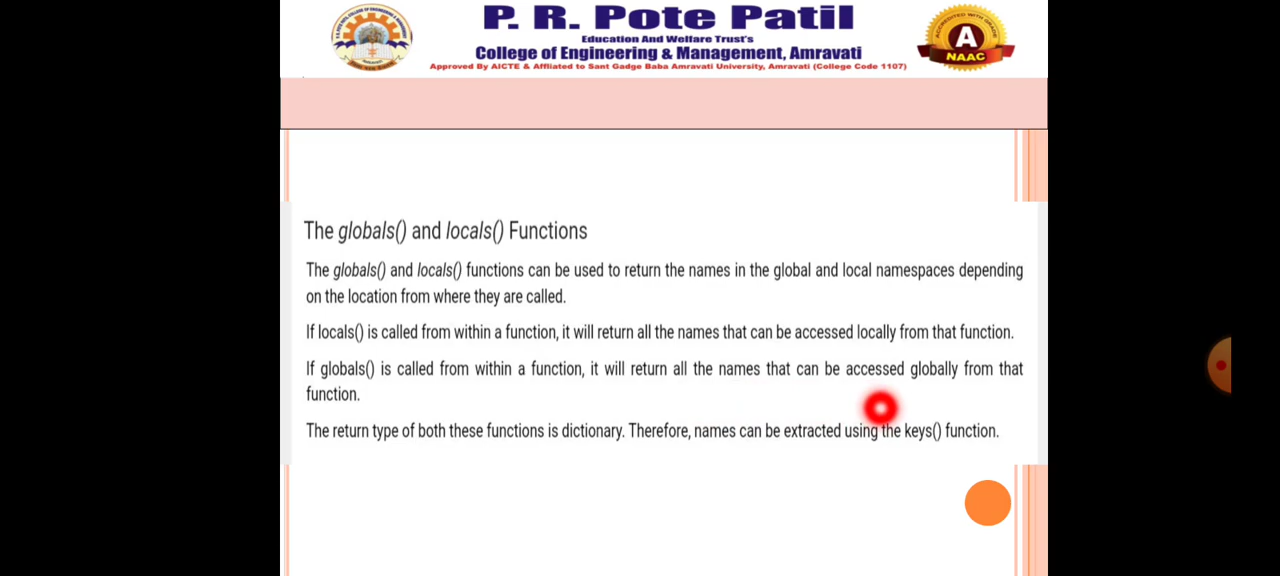 P. R. Pote Patil
Education And Welfare Trust's
College of Engineering & Management, Amravati
Approved By AICTE & Affliated to Sant Gadge Baba Amravati University, Amravati (College Code 1107)
ACCREDITED WITH GRADE
A
NAAC
The globals() and locals() Functions
The globals() and locals() functions can be used to return the names in the global and local namespaces depending
on the location from where they are called.
If locals() is called from within a function, it will return all the names that can be accessed locally from that function.
If globals() is called from within a function, it will return all the names that can be accessed globally from that
function.
The return type of both these functions is dictionary. Therefore, names can be extracted using the keys() function.